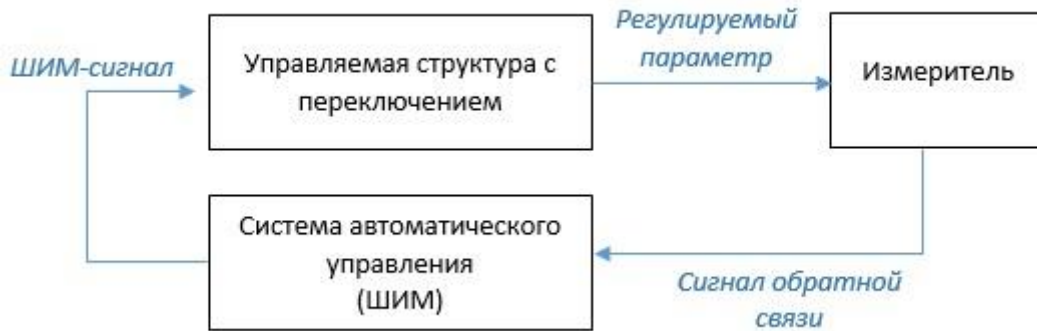 ШИМ-сигнал
Управляемая структура с
переключением
Регулируемый
параметр
Измеритель
Система автоматического
управления
(ШИМ)
Сигнал обратной
связи